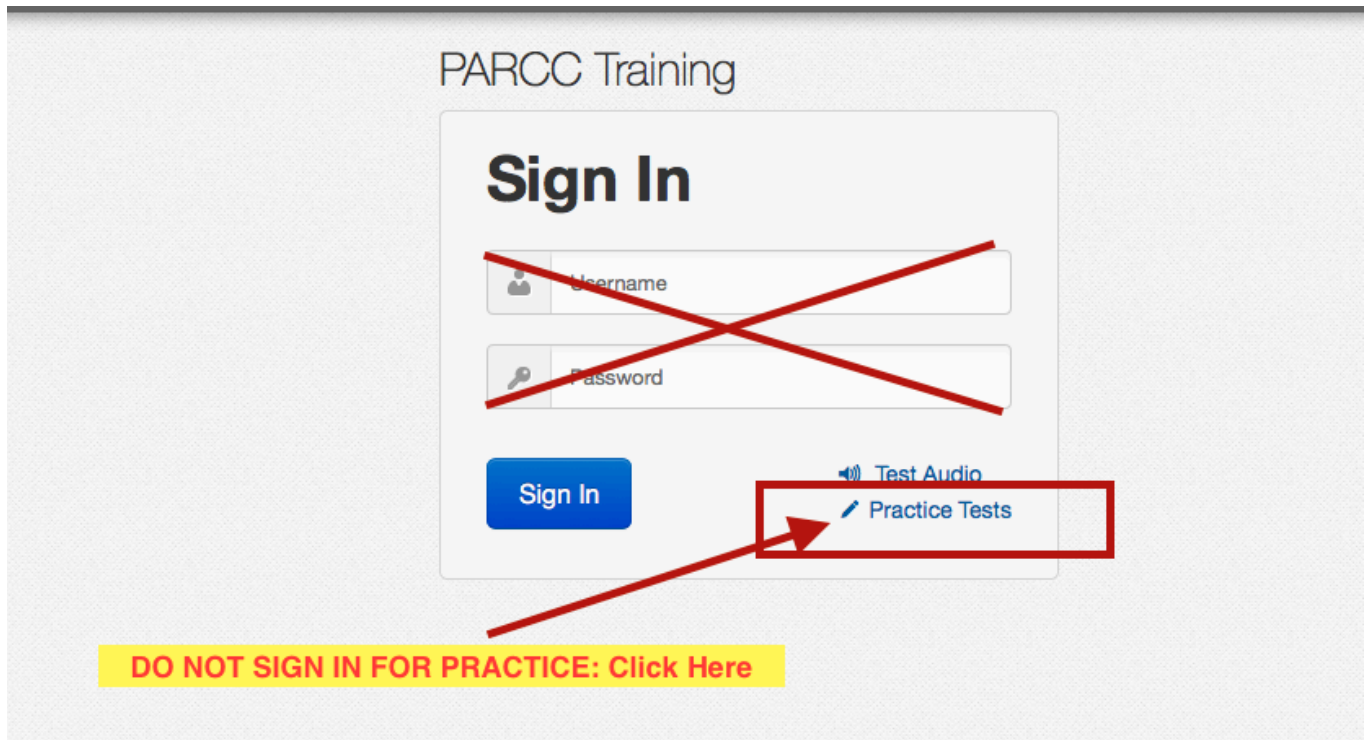 PARCC Training
Sign In
Username
Password
Sign In
Test Audio
Practice Tests
DO NOT SIGN IN FOR PRACTICE: Click Here